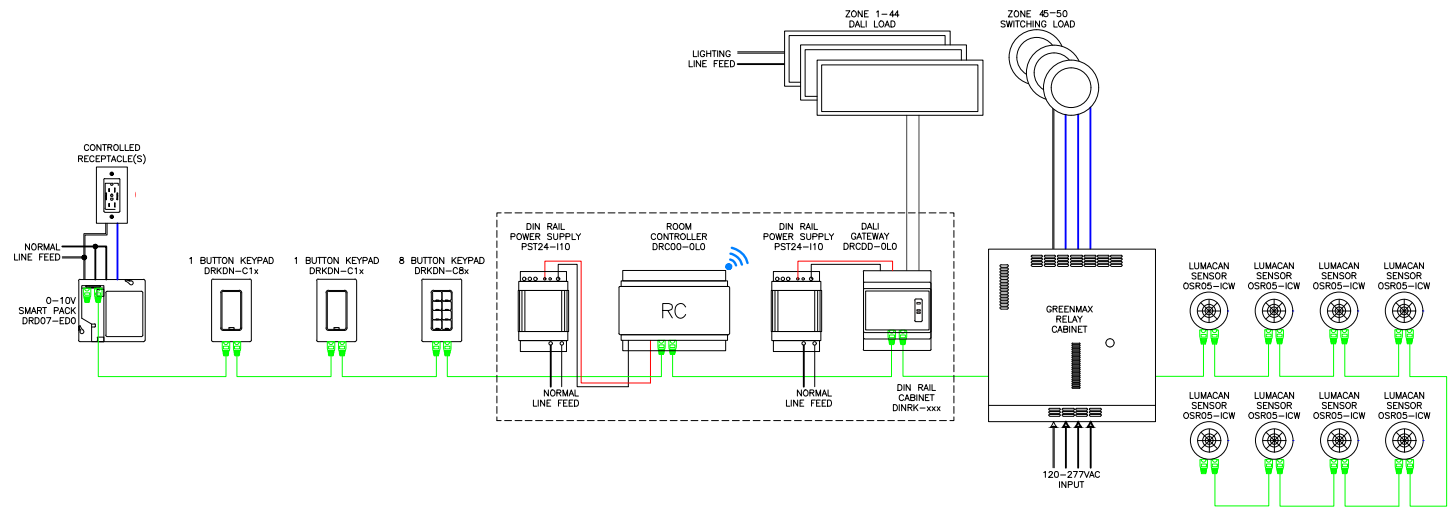 ZONE 1-44
DALI LOAD
ZONE 45-50
SWITCHING LOAD
LIGHTING
LINE FEED
CONTROLLED
RECEPTACLE(S)
NORMAL
LINE FEED
0-10V
SMART PACK
DRD07-ED0
1 BUTTON KEYPAD
DRKDN-C1x
1 BUTTON KEYPAD
DRKDN-C1x
8 BUTTON KEYPAD
DRKDN-C8x
DIN RAIL
POWER SUPPLY
PST24-I10
ROOM
CONTROLLER
DRC00-0L0
RC
DIN RAIL
POWER SUPPLY
PST24-I10
DALI
GATEWAY
DRCDD-0L0
NORMAL
LINE FEED
NORMAL
LINE FEED
DIN RAIL
CABINET
DINRK-xxx
GREENMAX
RELAY
CABINET
120-277VAC
INPUT
LUMACAN
SENSOR
OSR05-ICW
LUMACAN
SENSOR
OSR05-ICW
LUMACAN
SENSOR
OSR05-ICW
LUMACAN
SENSOR
OSR05-ICW
LUMACAN
SENSOR
OSR05-ICW
LUMACAN
SENSOR
OSR05-ICW
LUMACAN
SENSOR
OSR05-ICW
LUMACAN
SENSOR
OSR05-ICW